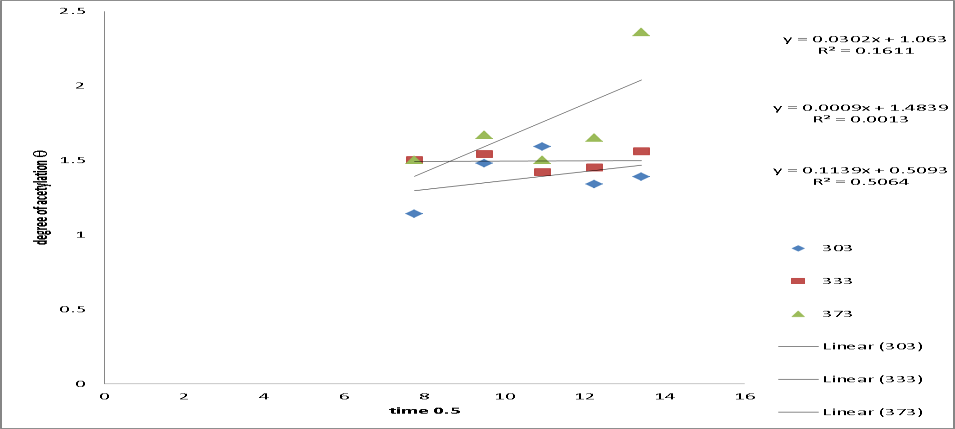 2.5
2
1.5
1
0.5
0
0 2 4 6 8 10 12 14 16
degree of acetylation Θ
time 0.5
y = 0.0302x + 1.063
R² = 0.1611
y = 0.0009x + 1.4839
R² = 0.0013
y = 0.1139x + 0.5093
R² = 0.5064
303
333
373
Linear (303)
Linear (333)
Linear (373)